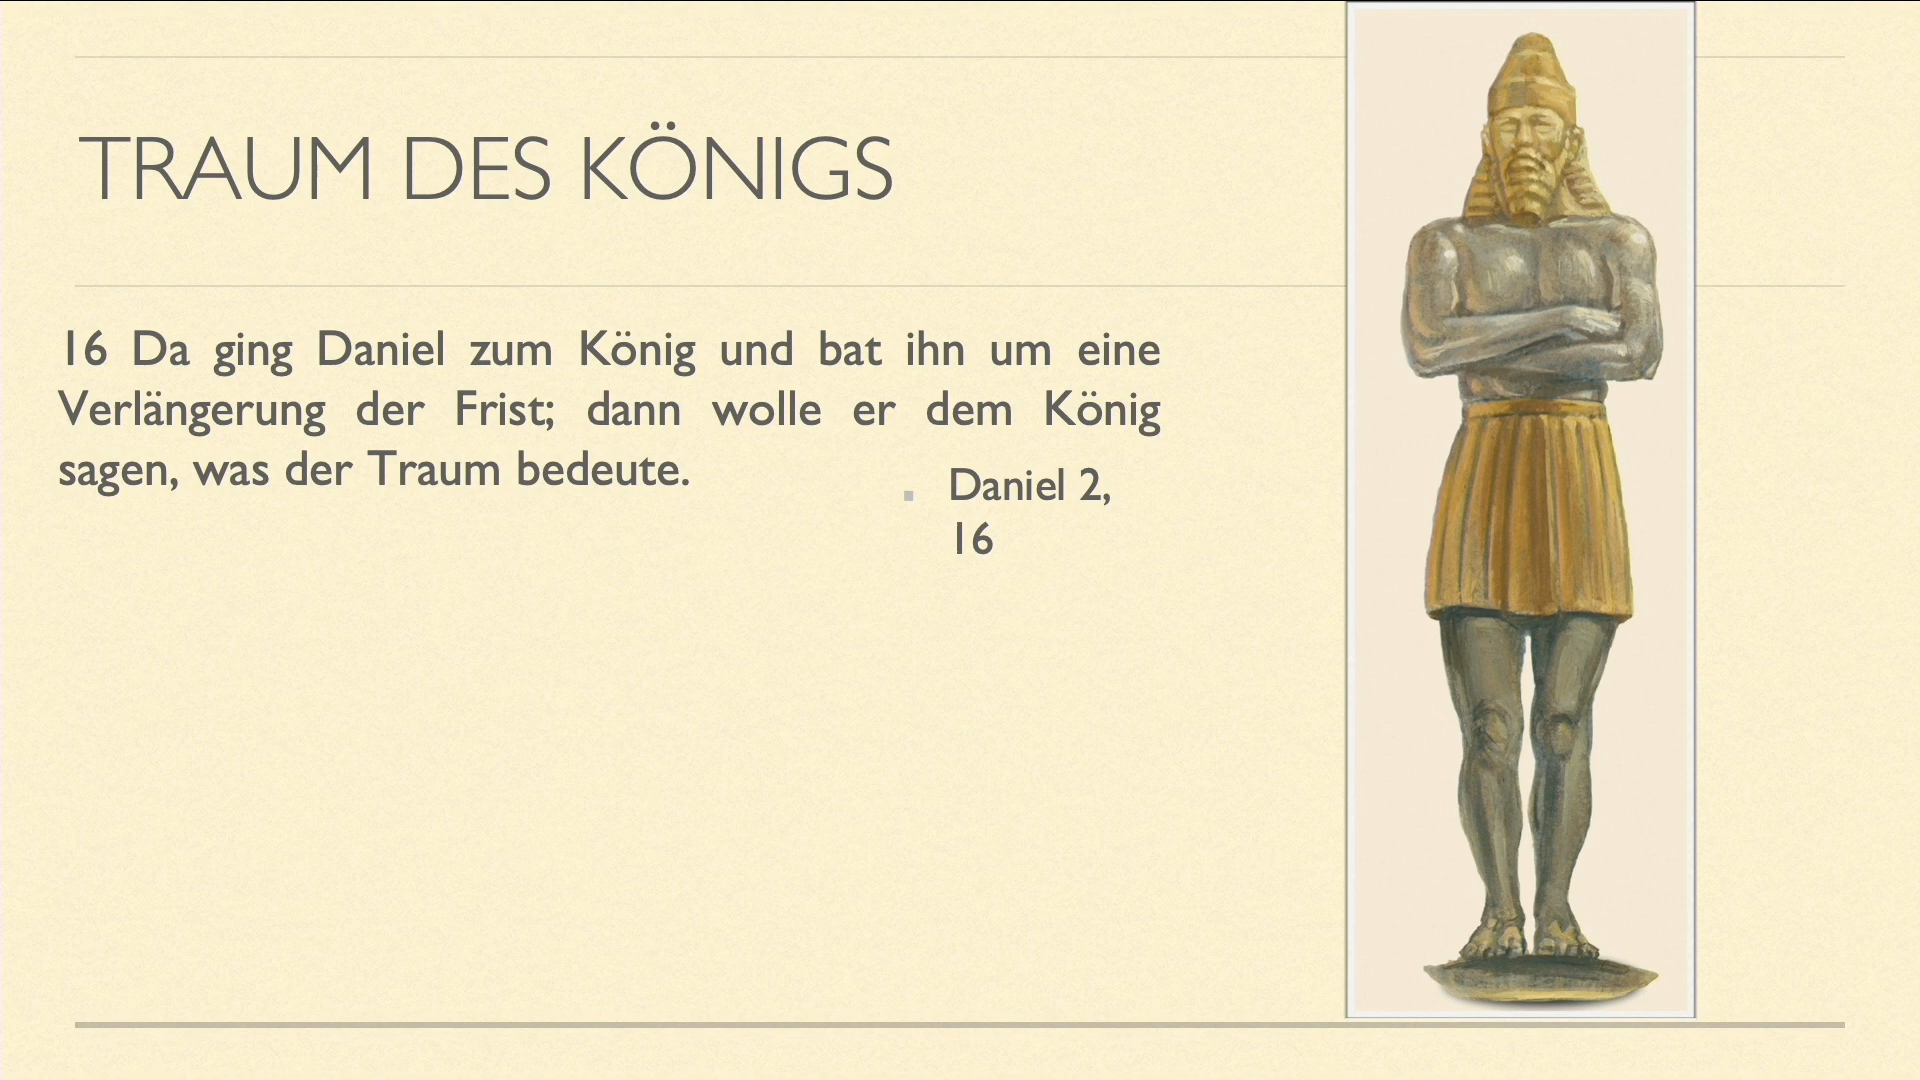 TRAUM DES KÖNIGS
16 Da ging Daniel zum König und bat ihn um eine
Verlängerung der Frist; dann wolle er dem König
sagen, was der Traum bedeute.
Daniel 2,
16